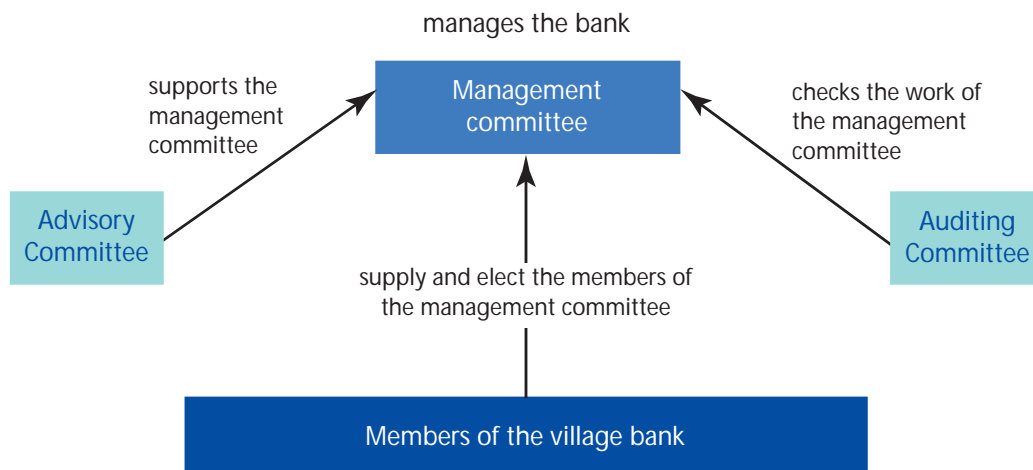 manages the bank
Management
committee
supports the
management
committee
checks the work of
the management
committee
Advisory
Committee
Auditing
Committee
supply and elect the members of
the management committee
Members of the village bank